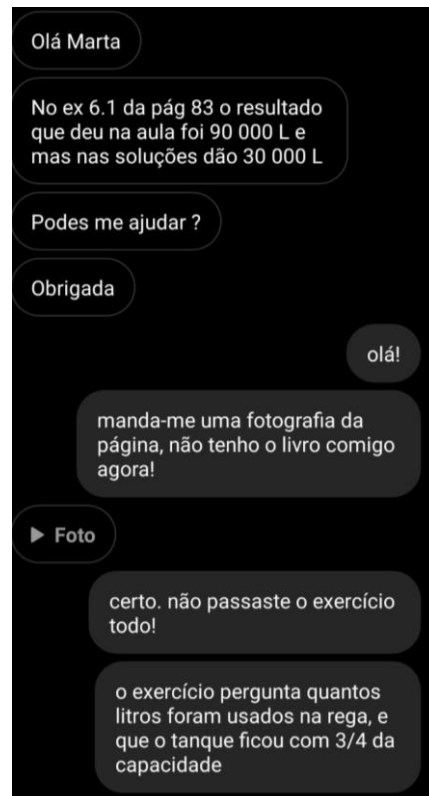 Olá Marta
No ex 6.1 da pág 83 o resultado
que deu na aula foi 90 000 L e
mas nas soluções dão 30 000 L
Podes me ajudar ?
Obrigada
olá!
manda-me uma fotografia da
página, não tenho o livro comigo
agora!
▶ Foto
certo. não passaste o exercício
todo!
o exercício pergunta quantos
litros foram usados na rega, e
que o tanque ficou com 3/4 da
capacidade